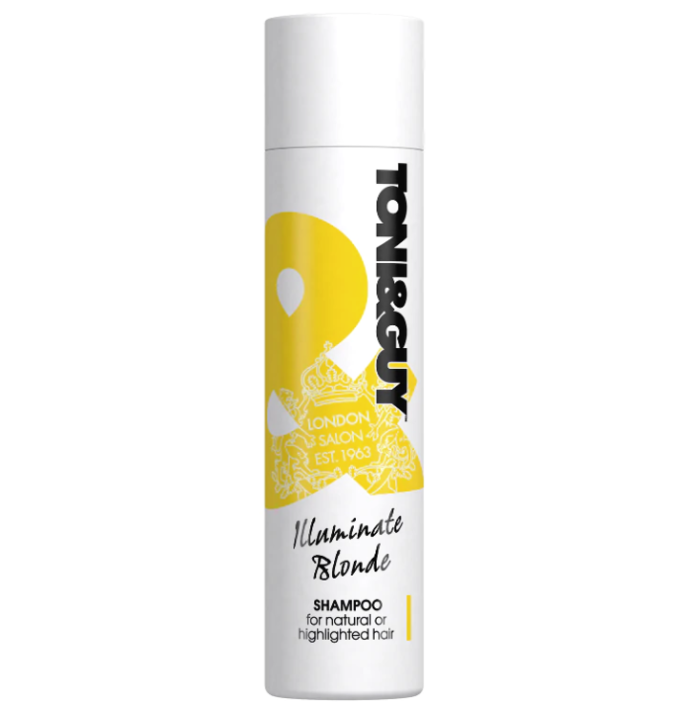 TONI&GUY
LONDON
SALON
EST. 1963
Illuminate
Blonde
SHAMPOO
for natural or
highlighted hair